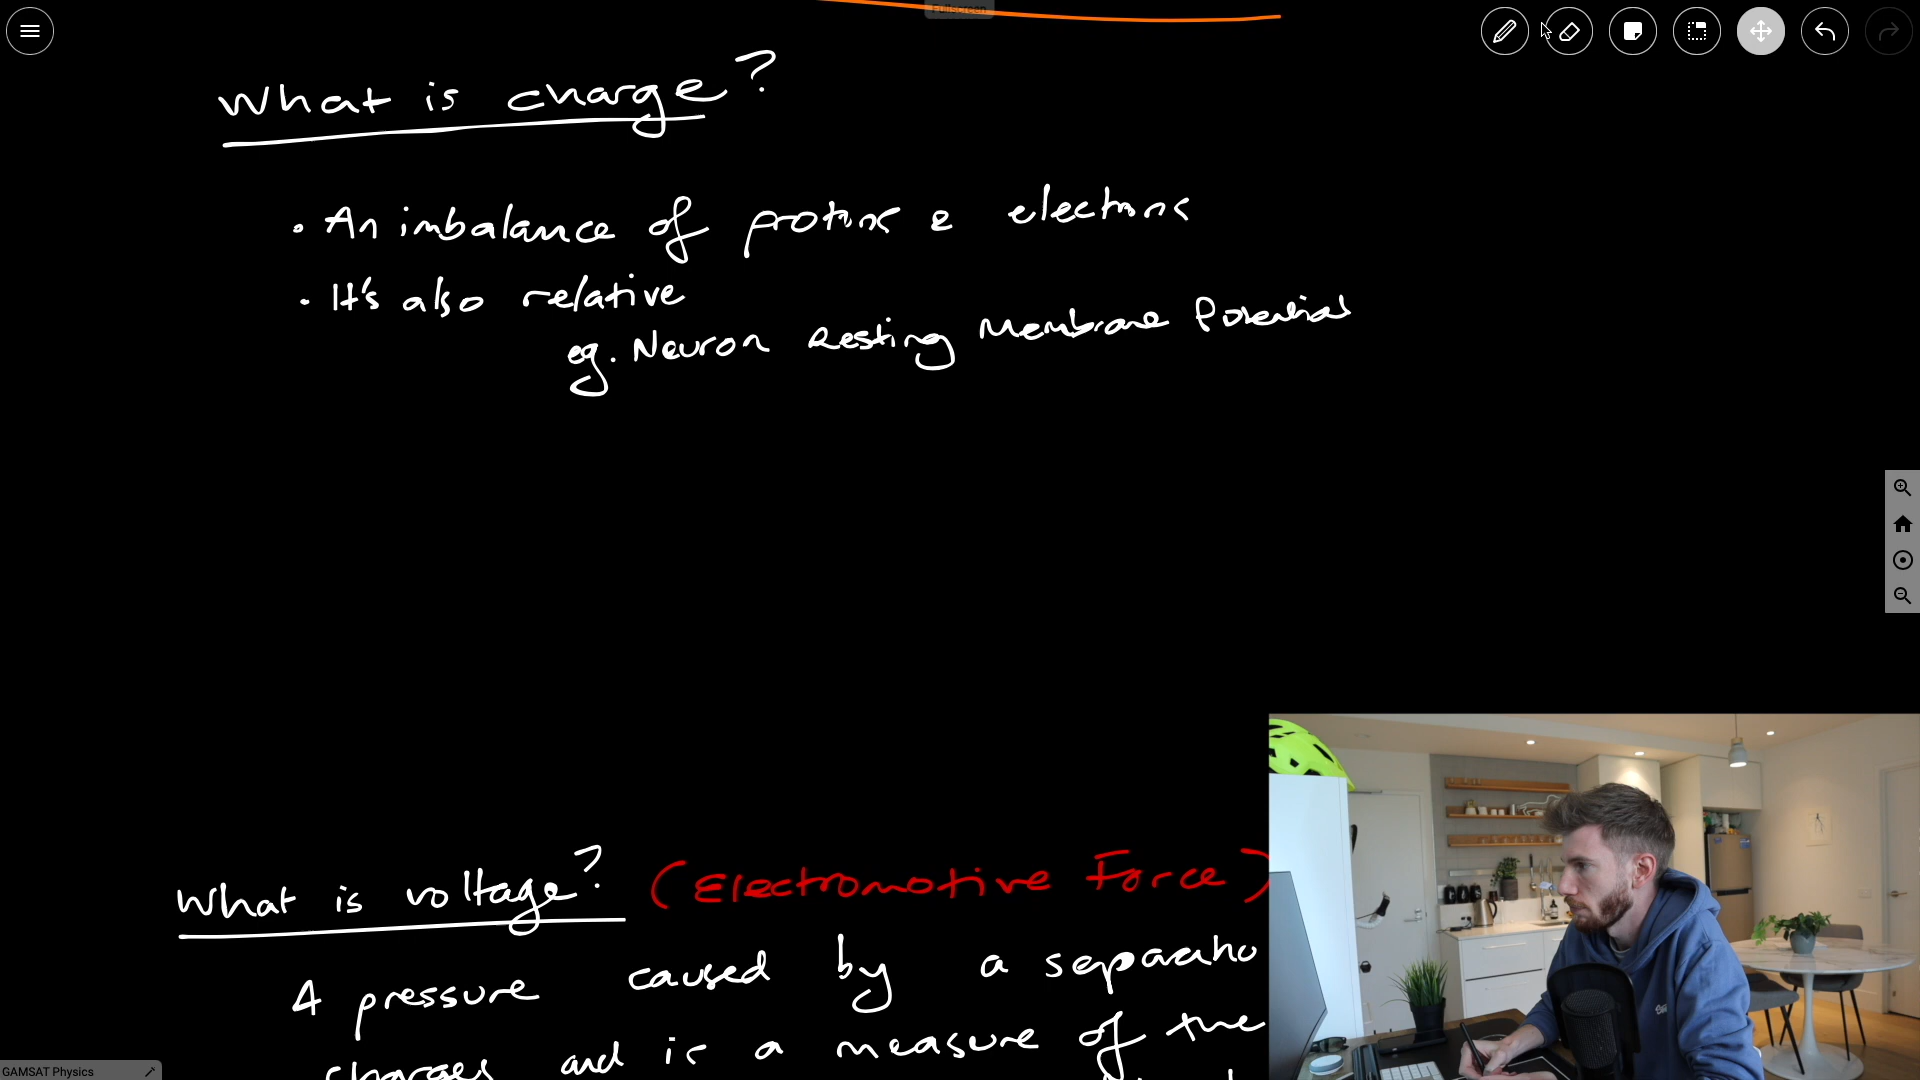 Fullscreen
What is charge?
• An imbalance of protons & electrons
• It's also relative
eg. Neuron Resting Membrane Potential
What is voltage? (Electromotive Force)
A pressure caused by a separatio
charges and is a measure of the
GAMSAT Physics